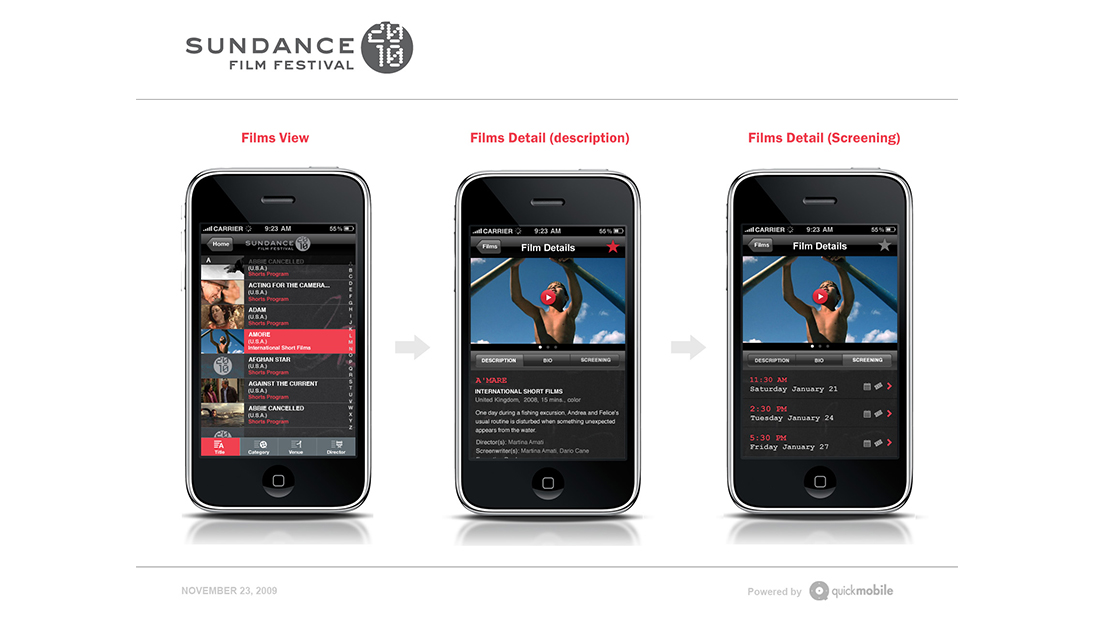 SUNDANCE
FILM FESTIVAL
2010
Films View
Films Detail (description)
Films Detail (Screening)
CARRIER 9:23 AM 55%
Home
SUNDANCE
FILM FESTIVAL
A
ABBIE CANCELLED
(U.S.A.)
Shorts Program
ACTING FOR THE CAMERA...
(U.S.A.)
Shorts Program
ADAM
(U.S.A.)
Shorts Program
AMORE
(U.S.A.)
International Short Films
AFGHAN STAR
(U.S.A.)
Shorts Program
AGAINST THE CURRENT
(U.S.A.)
Shorts Program
ABBIE CANCELLED
(U.S.A.)
Shorts Program
A
B
C
D
E
F
G
H
I
J
K
L
M
N
O
P
Q
R
S
T
U
V
W
X
Y
Z
Title
Category
Venue
Director
CARRIER 9:23 AM 55%
Films
Film Details
DESCRIPTION BIO SCREENING
A'MARE
INTERNATIONAL SHORT FILMS
United Kingdom, 2008, 15 mins., color
One day during a fishing excursion. Andrea and Felice's
usual routine is disturbed when something unexpected
appears from the water.
Director(s): Martina Amati
Screenwriter(s): Martina Amati, Dario Cane
CARRIER 9:23 AM 55%
Films
Film Details
DESCRIPTION BIO SCREENING
11:30 AM
Saturday January 21
2:30 PM
Tuesday January 24
5:30 PM
Friday January 27
NOVEMBER 23, 2009
Powered by quickmobile